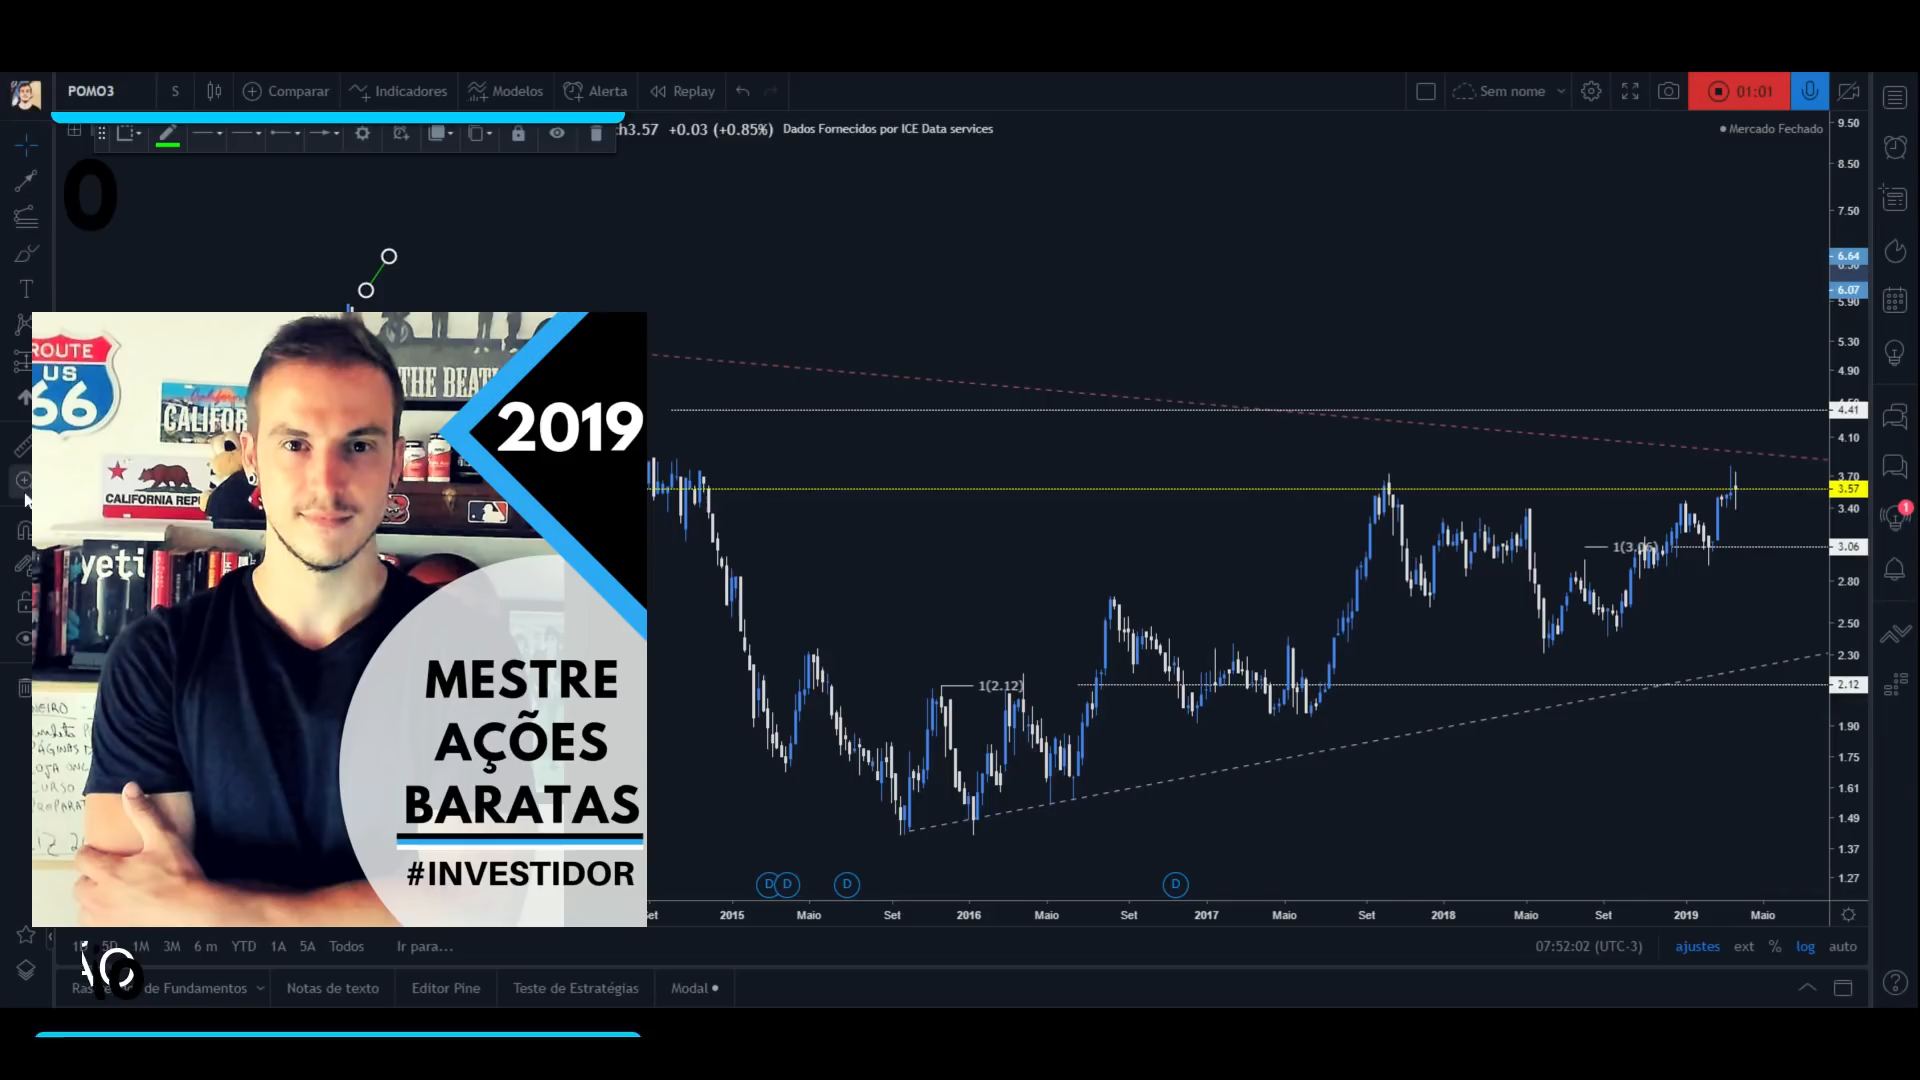 POMO3 S Comparar Indicadores Modelos Alerta Replay Sem nome 01:01
h3.57 +0.03 (+0.85%) Dados Fornecidos por ICE Data services Mercado Fechado
9.50
8.50
7.50
6.64
6.07
5.90
5.30
4.90
4.41
4.10
3.70
3.57
3.40
3.06
2.80
2.50
2.30
2.12
1.90
1.75
1.61
1.49
1.37
1.27
O
1(3.06)
1(2.12)
1
ROUTE
US
66
CALIFOR
THE BEAT
CALIFORNIA REP
yeti
2019
MESTRE
AÇÕES
BARATAS
#INVESTIDOR
D D D D
Set 2015 Maio Set 2016 Maio Set 2017 Maio Set 2018 Maio Set 2019 Maio
5D 1M 3M 6 m YTD 1A 5A Todos Ir para... 07:52:02 (UTC-3) ajustes ext % log auto
de Fundamentos Notas de texto Editor Pine Teste de Estratégias Modal